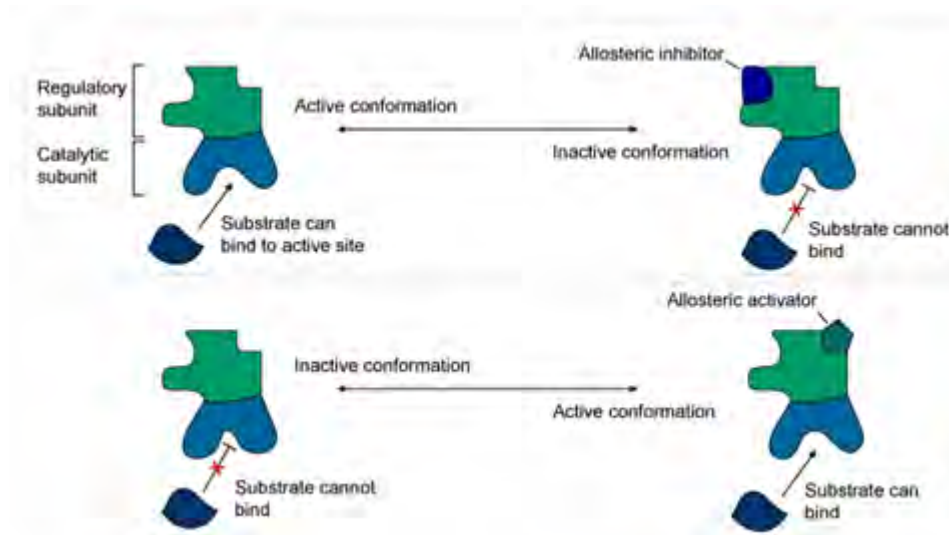 Allosteric inhibitor
Regulatory
subunit
Active conformation
Catalytic
subunit
Inactive conformation
Substrate can
bind to active site
Substrate cannot
bind
Allosteric activator
Inactive conformation
Active conformation
Substrate cannot
bind
Substrate can
bind